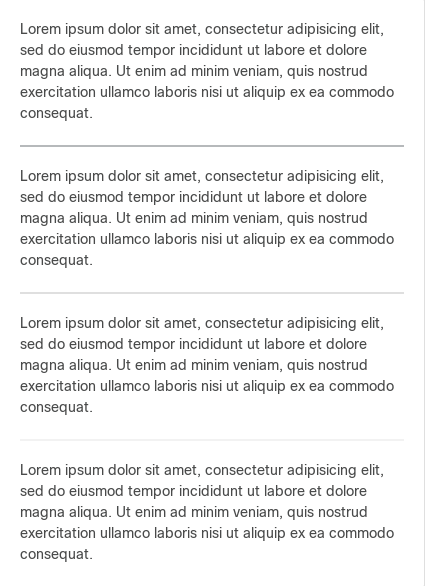 Lorem ipsum dolor sit amet, consectetur adipisicing elit,
sed do eiusmod tempor incididunt ut labore et dolore
magna aliqua. Ut enim ad minim veniam, quis nostrud
exercitation ullamco laboris nisi ut aliquip ex ea commodo
consequat.
Lorem ipsum dolor sit amet, consectetur adipisicing elit,
sed do eiusmod tempor incididunt ut labore et dolore
magna aliqua. Ut enim ad minim veniam, quis nostrud
exercitation ullamco laboris nisi ut aliquip ex ea commodo
consequat.
Lorem ipsum dolor sit amet, consectetur adipisicing elit,
sed do eiusmod tempor incididunt ut labore et dolore
magna aliqua. Ut enim ad minim veniam, quis nostrud
exercitation ullamco laboris nisi ut aliquip ex ea commodo
consequat.
Lorem ipsum dolor sit amet, consectetur adipisicing elit,
sed do eiusmod tempor incididunt ut labore et dolore
magna aliqua. Ut enim ad minim veniam, quis nostrud
exercitation ullamco laboris nisi ut aliquip ex ea commodo
consequat.